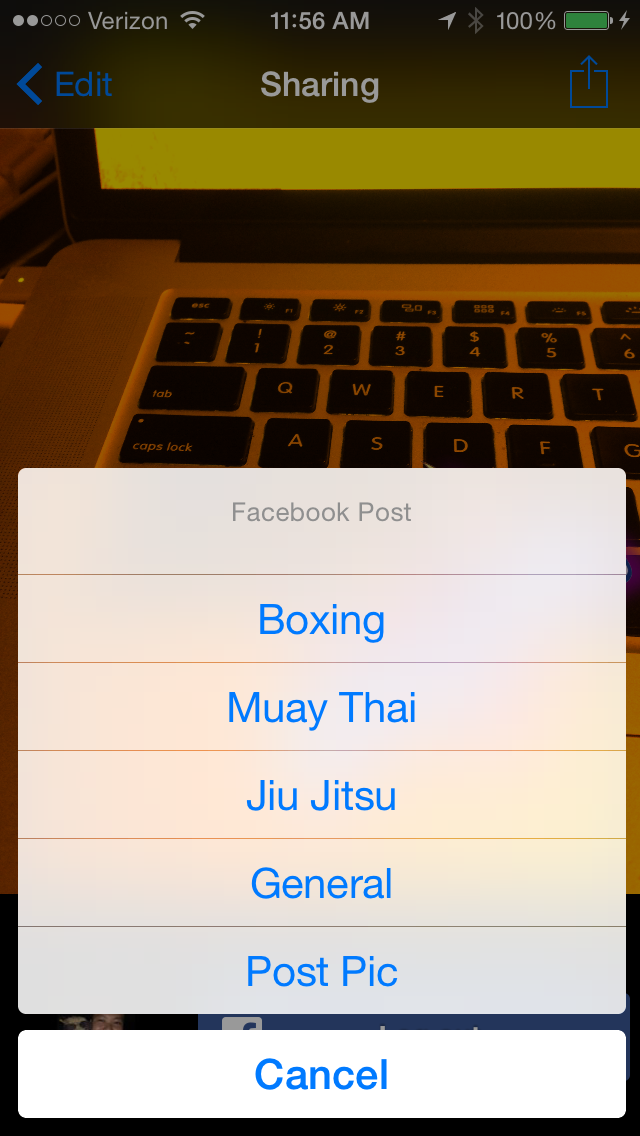 Verizon 11:56 AM 100%
Edit Sharing
esc F1 F2 F3 F4 F5
~ ! @ # $ % ^
` 1 2 3 4 5 6
tab Q W E R T
caps lock A S D F G
Facebook Post
Boxing
Muay Thai
Jiu Jitsu
General
Post Pic
Cancel